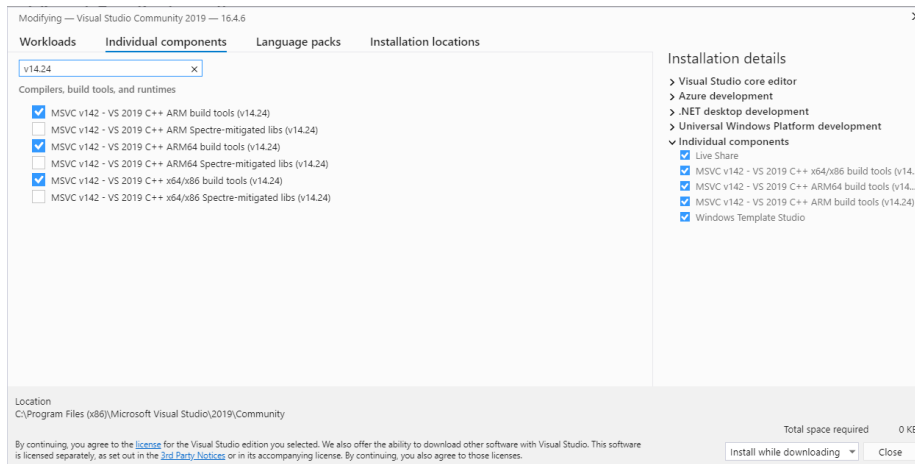 Modifying — Visual Studio Community 2019 — 16.4.6
Workloads Individual components Language packs Installation locations
v14.24
Compilers, build tools, and runtimes
MSVC v142 - VS 2019 C++ ARM build tools (v14.24)
MSVC v142 - VS 2019 C++ ARM Spectre-mitigated libs (v14.24)
MSVC v142 - VS 2019 C++ ARM64 build tools (v14.24)
MSVC v142 - VS 2019 C++ ARM64 Spectre-mitigated libs (v14.24)
MSVC v142 - VS 2019 C++ x64/x86 build tools (v14.24)
MSVC v142 - VS 2019 C++ x64/x86 Spectre-mitigated libs (v14.24)
Installation details
Visual Studio core editor
Azure development
.NET desktop development
Universal Windows Platform development
Individual components
Live Share
MSVC v142 - VS 2019 C++ x64/x86 build tools (v14...
MSVC v142 - VS 2019 C++ ARM64 build tools (v14...
MSVC v142 - VS 2019 C++ ARM build tools (v14.24)
Windows Template Studio
Location
C:\Program Files (x86)\Microsoft Visual Studio\2019\Community
By continuing, you agree to the license for the Visual Studio edition you selected. We also offer the ability to download other software with Visual Studio. This software
is licensed separately, as set out in the 3rd Party Notices or in its accompanying license. By continuing, you also agree to those licenses.
Total space required 0 KB
Install while downloading Close